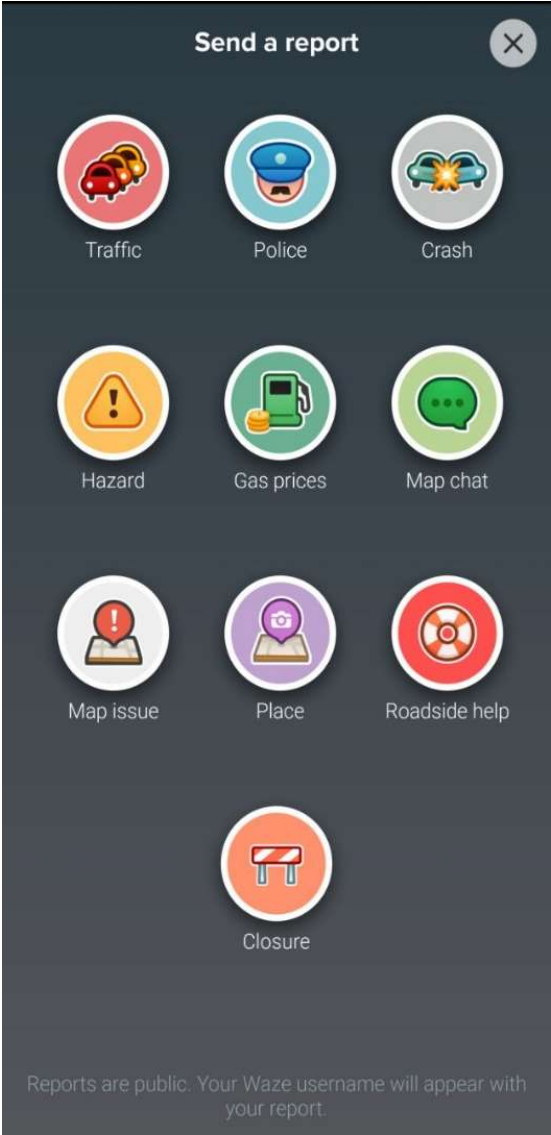 Send a report
Traffic
Police
Crash
Hazard
Gas prices
Map chat
Map issue
Place
Roadside help
Closure
Reports are public. Your Waze username will appear with
your report.